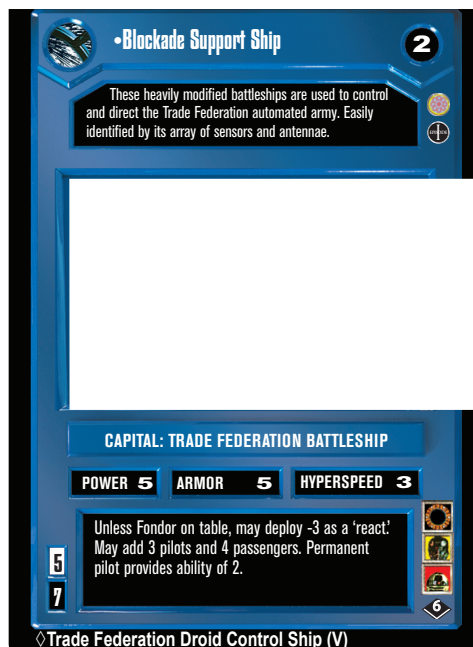 •Blockade Support Ship
2
These heavily modified battleships are used to control
and direct the Trade Federation automated army. Easily
identified by its array of sensors and antennae.
EPISODE I
CAPITAL: TRADE FEDERATION BATTLESHIP
POWER 5 ARMOR 5 HYPERSPEED 3
Unless Fondor on table, may deploy -3 as a ‘react.’
May add 3 pilots and 4 passengers. Permanent
pilot provides ability of 2.
5
7
6
◊Trade Federation Droid Control Ship (V)